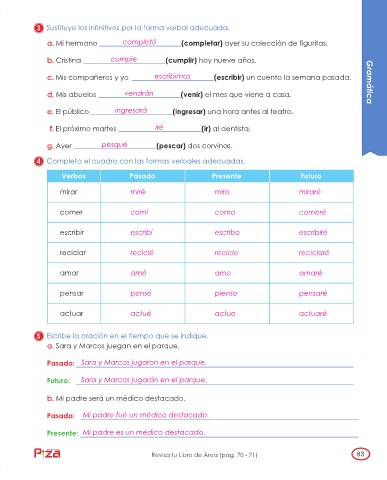 3 Sustituye los infinitivos por la forma verbal adecuada.
a. Mi hermano completó (completar) ayer su colección de figuritas.
b. Cristina cumple (cumplir) hoy nueve años.
c. Mis compañeros y yo escribimos (escribir) un cuento la semana pasada.
d. Mis abuelos vendrán (venir) el mes que viene a casa.
e. El público ingresará (ingresar) una hora antes al teatro.
f. El próximo martes iré (ir) al dentista.
g. Ayer pesqué (pescar) dos corvinas.
Gramática
4 Completa el cuadro con las formas verbales adecuadas.
Verbos Pasado Presente Futuro
mirar miré miro miraré
comer comí como comeré
escribir escribí escribo escribiré
reciclar reciclé reciclo reciclaré
amar amé amo amaré
pensar pensé pienso pensaré
actuar actué actuo actuaré
5 Escribe la oración en el tiempo que se indique.
a. Sara y Marcos juegan en el parque.
Pasado: Sara y Marcos jugaron en el parque.
Futuro: Sara y Marcos jugarán en el parque.
b. Mi padre será un médico destacado.
Pasado: Mi padre fué un médico destacado.
Presente: Mi padre es un médico destacado.
Revisa tu Libro de Área (pág. 70 - 71)
83